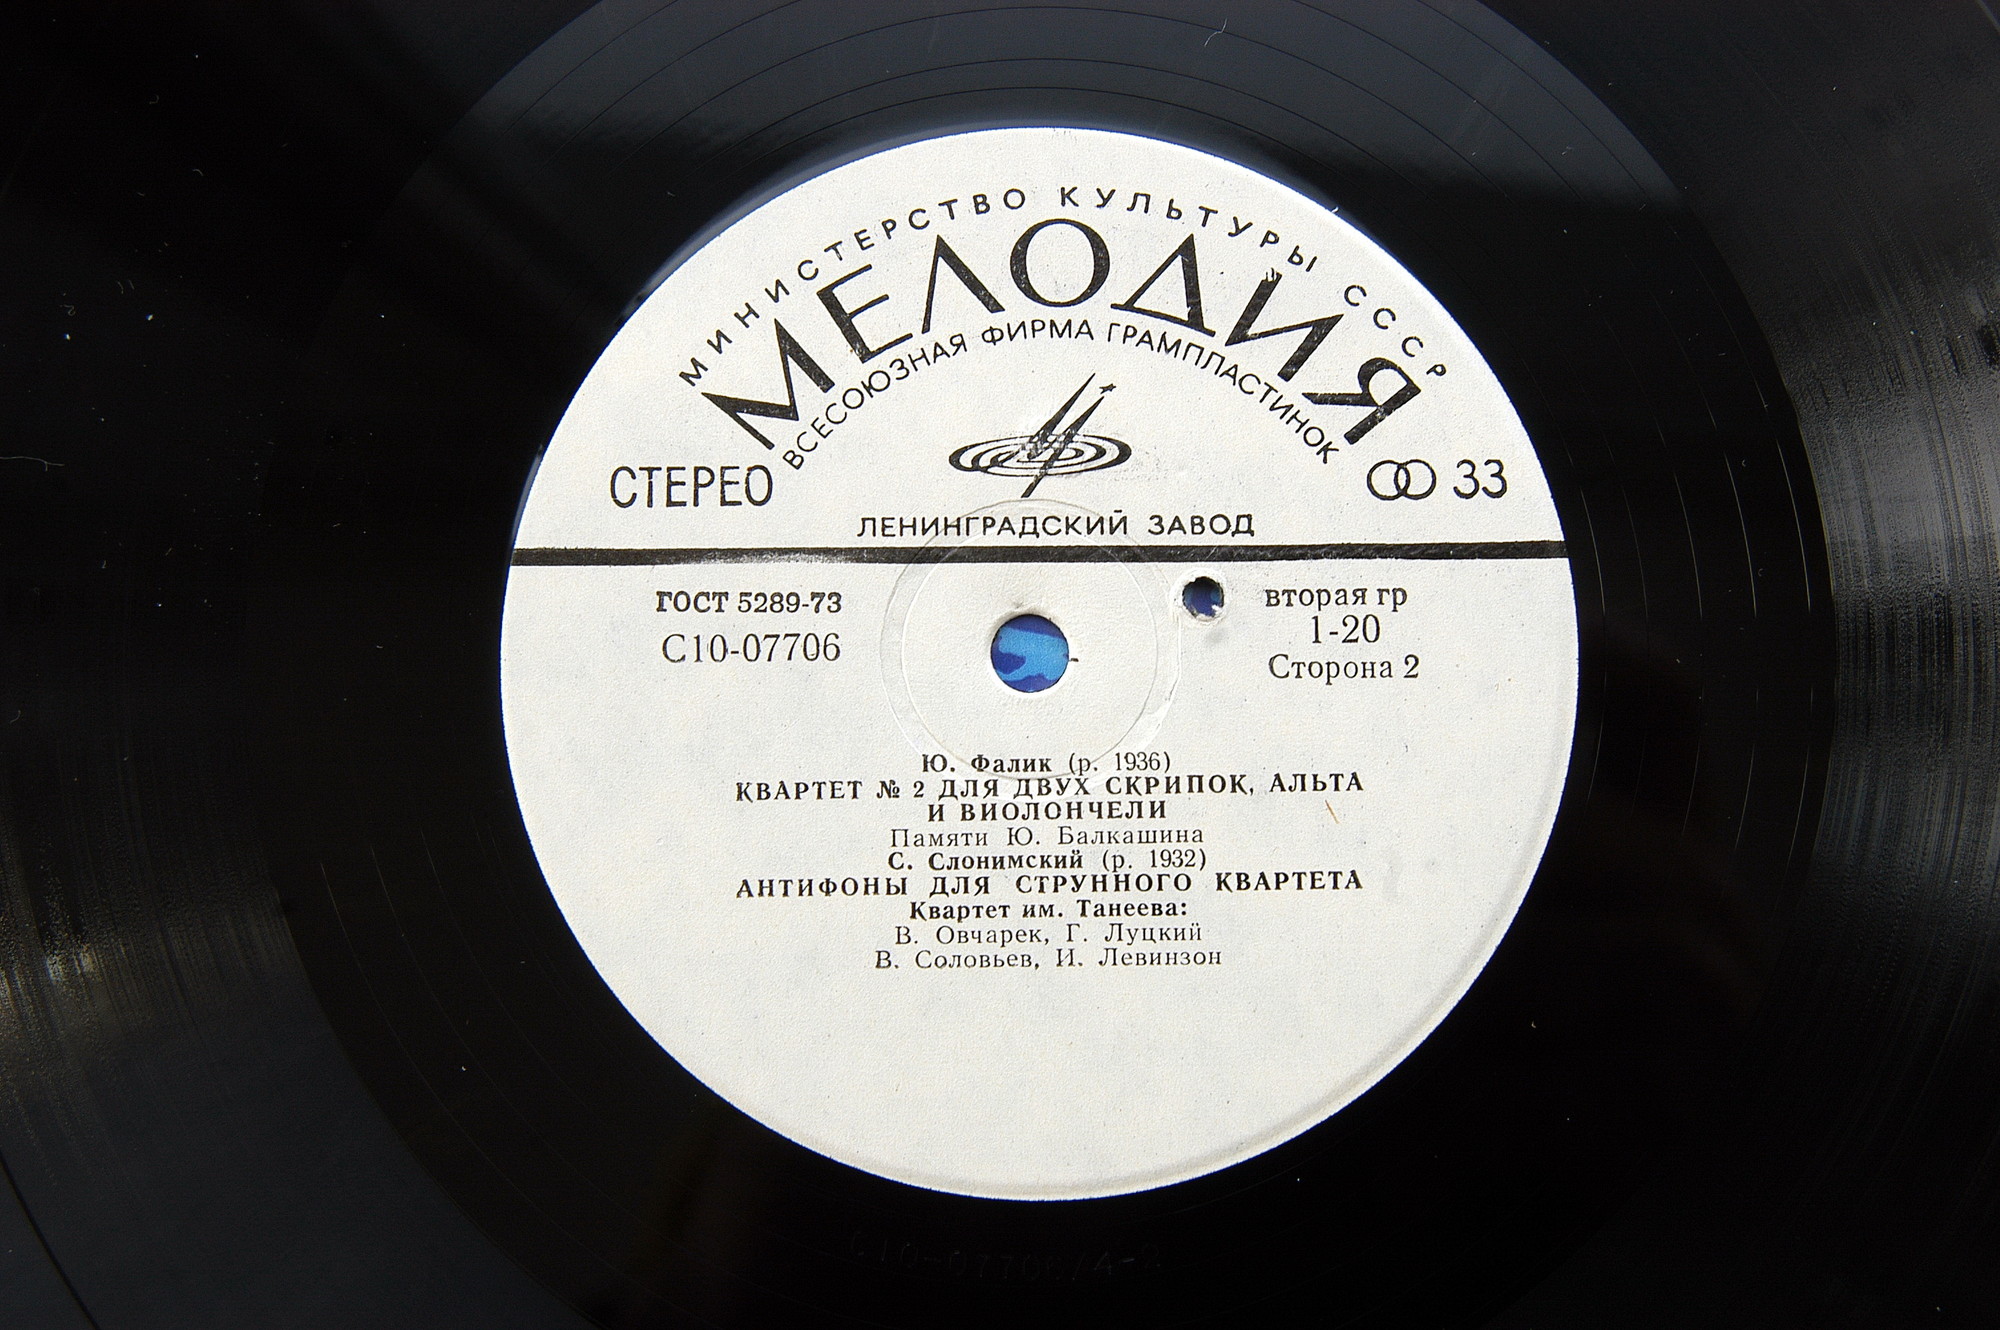 МИНИСТЕРСТВО КУЛЬТУРЫ СССР
МЕЛОДИЯ
ВСЕСОЮЗНАЯ ФИРМА ГРАМПЛАСТИНОК
СТЕРЕО
33
ЛЕНИНГРАДСКИЙ ЗАВОД
ГОСТ 5289-73
С10-07706
вторая гр
1-20
Сторона 2
Ю. Фалик (р. 1936)
КВАРТЕТ № 2 ДЛЯ ДВУХ СКРИПОК, АЛЬТА
И ВИОЛОНЧЕЛИ
Памяти Ю. Балкашина
С. Слонимский (р. 1932)
АНТИФОНЫ ДЛЯ СТРУННОГО КВАРТЕТА
Квартет им. Танеева:
В. Овчарек, Г. Луцкий
В. Соловьев, И. Левинзон